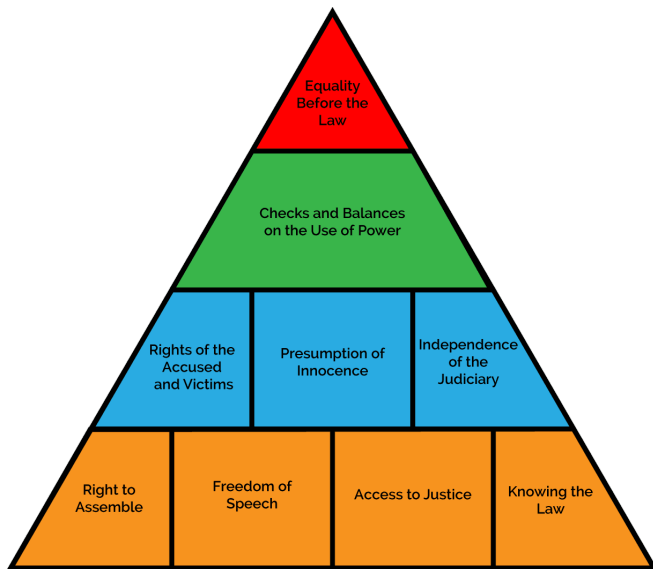 Equality
Before the
Law
Checks and Balances
on the Use of Power
Rights of the
Accused
and Victims
Presumption of
Innocence
Independence
of the
Judiciary
Right to
Assemble
Freedom of
Speech
Access to Justice
Knowing the
Law